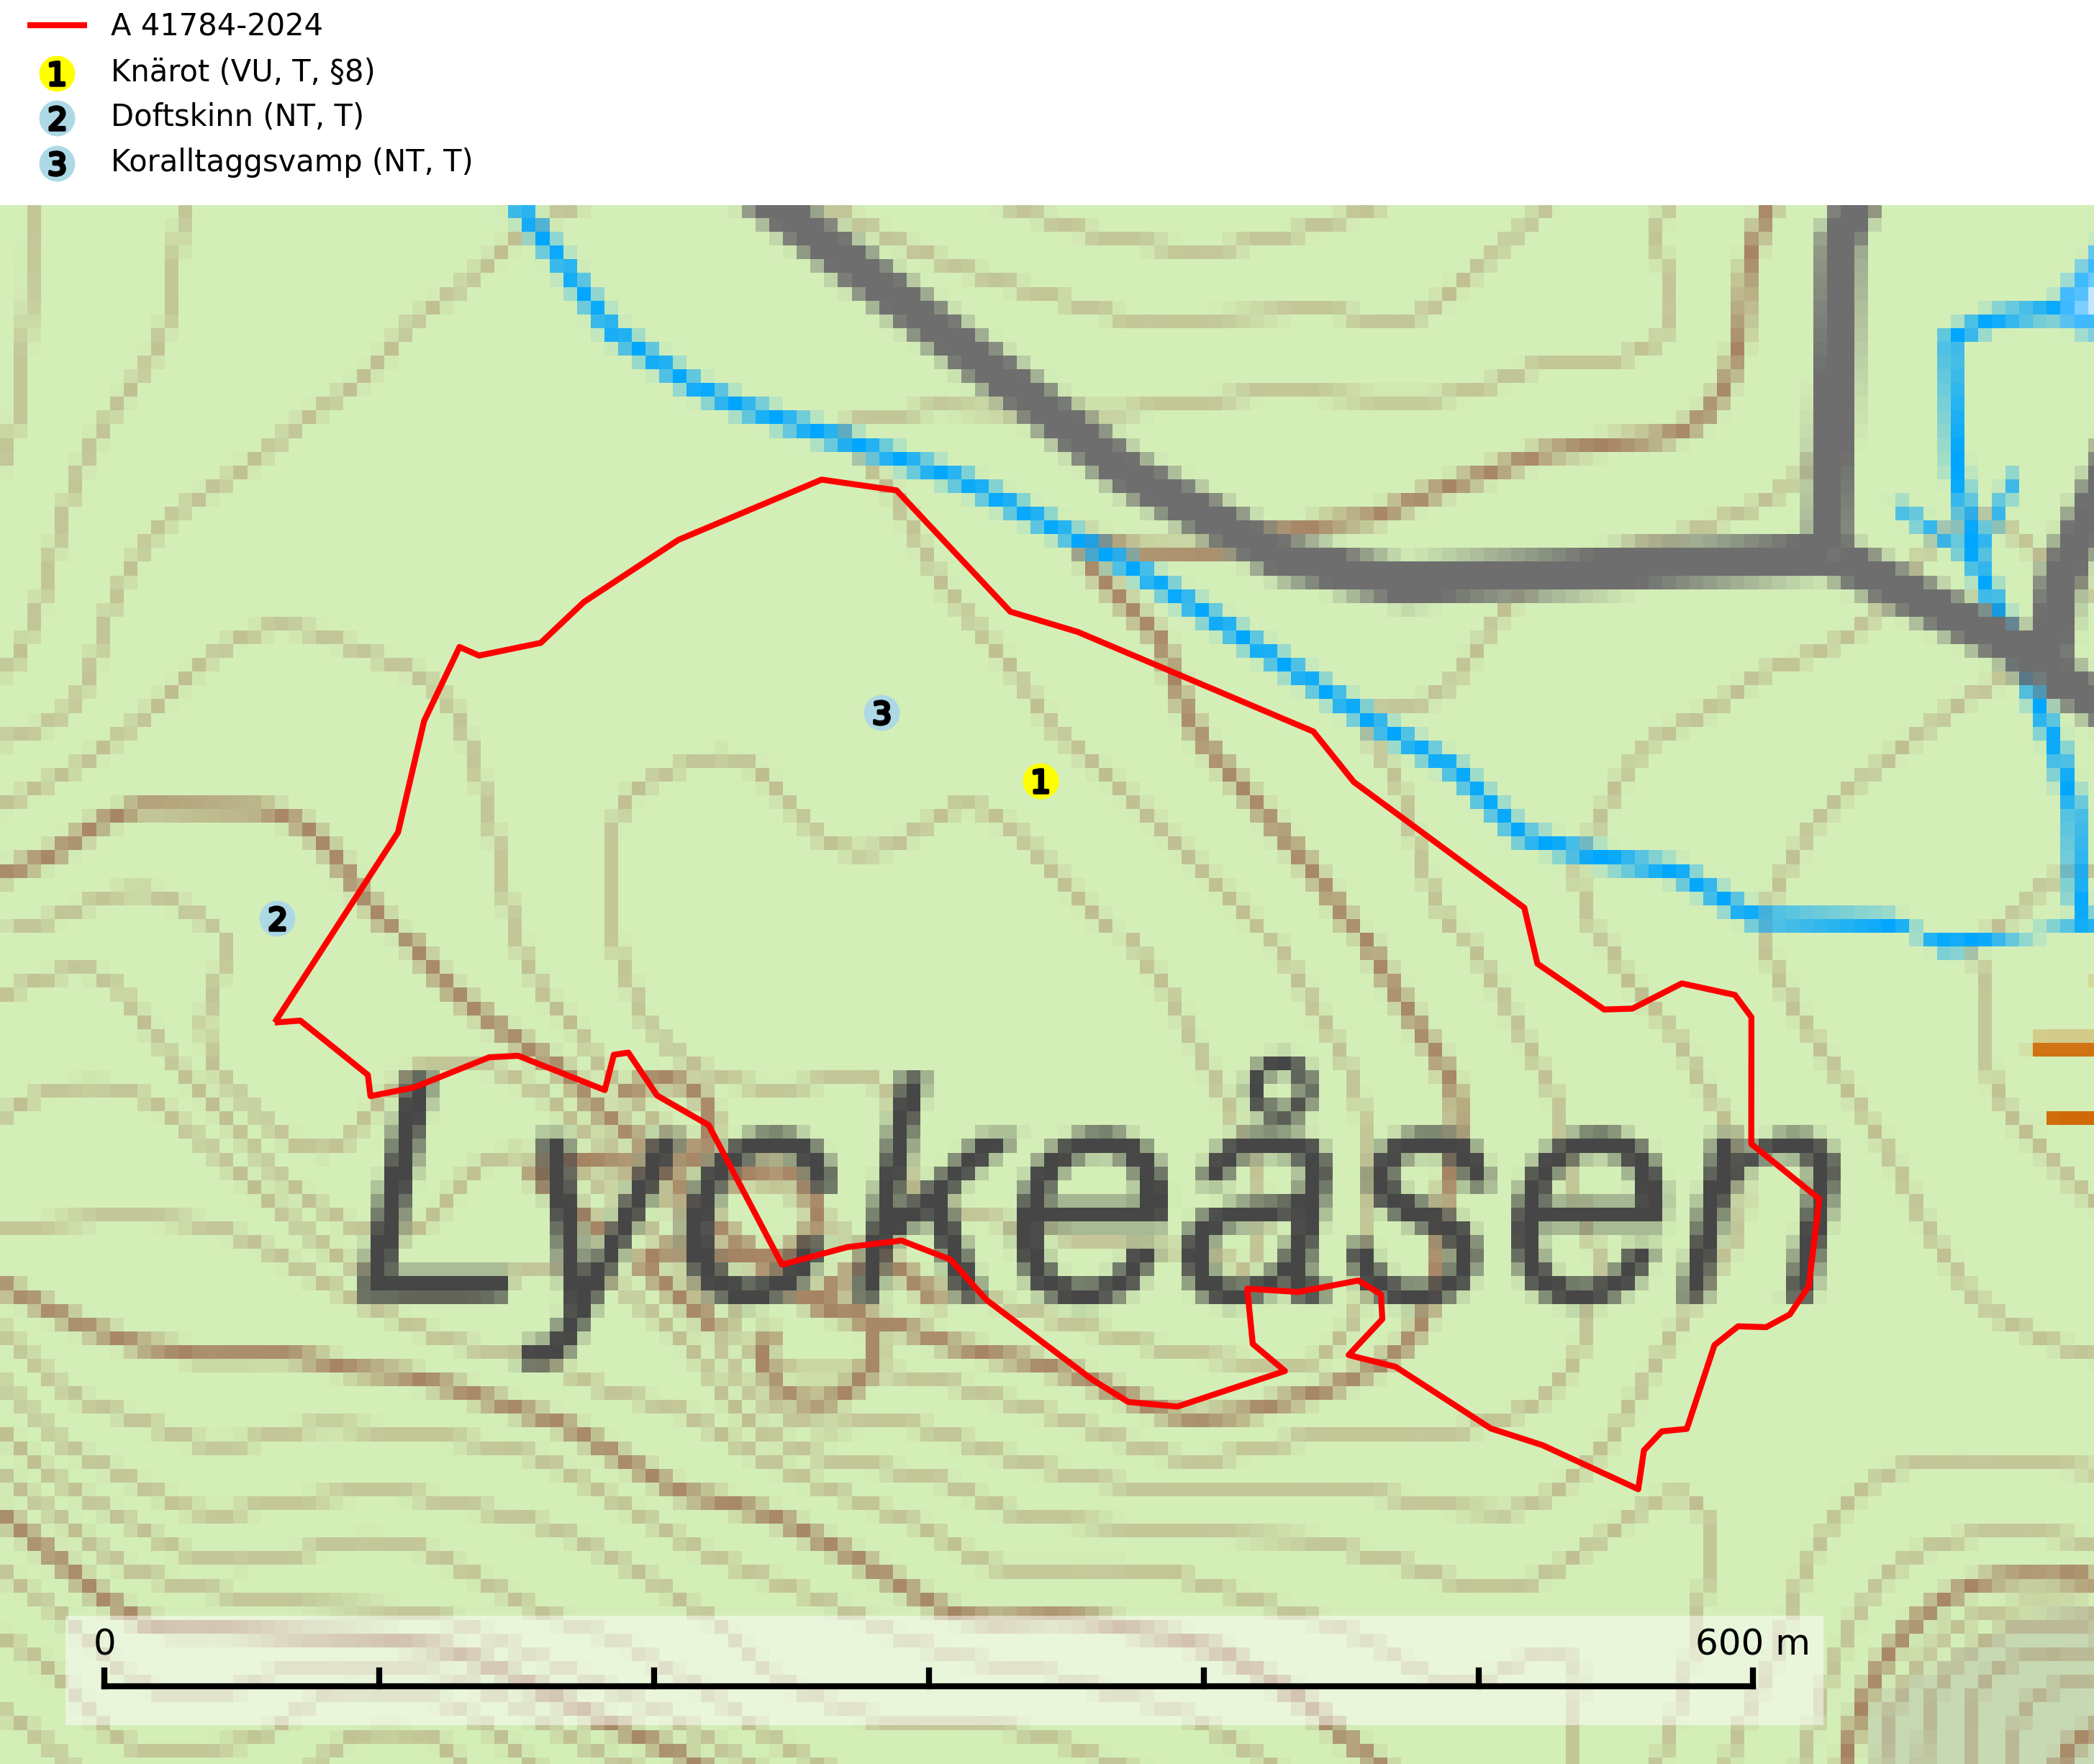 A 41784-2024
1 Knärot (VU, T, §8)
2 Doftskinn (NT, T)
3 Koralltaggsvamp (NT, T)
3
1
2
Lyckeåsen
0 600 m